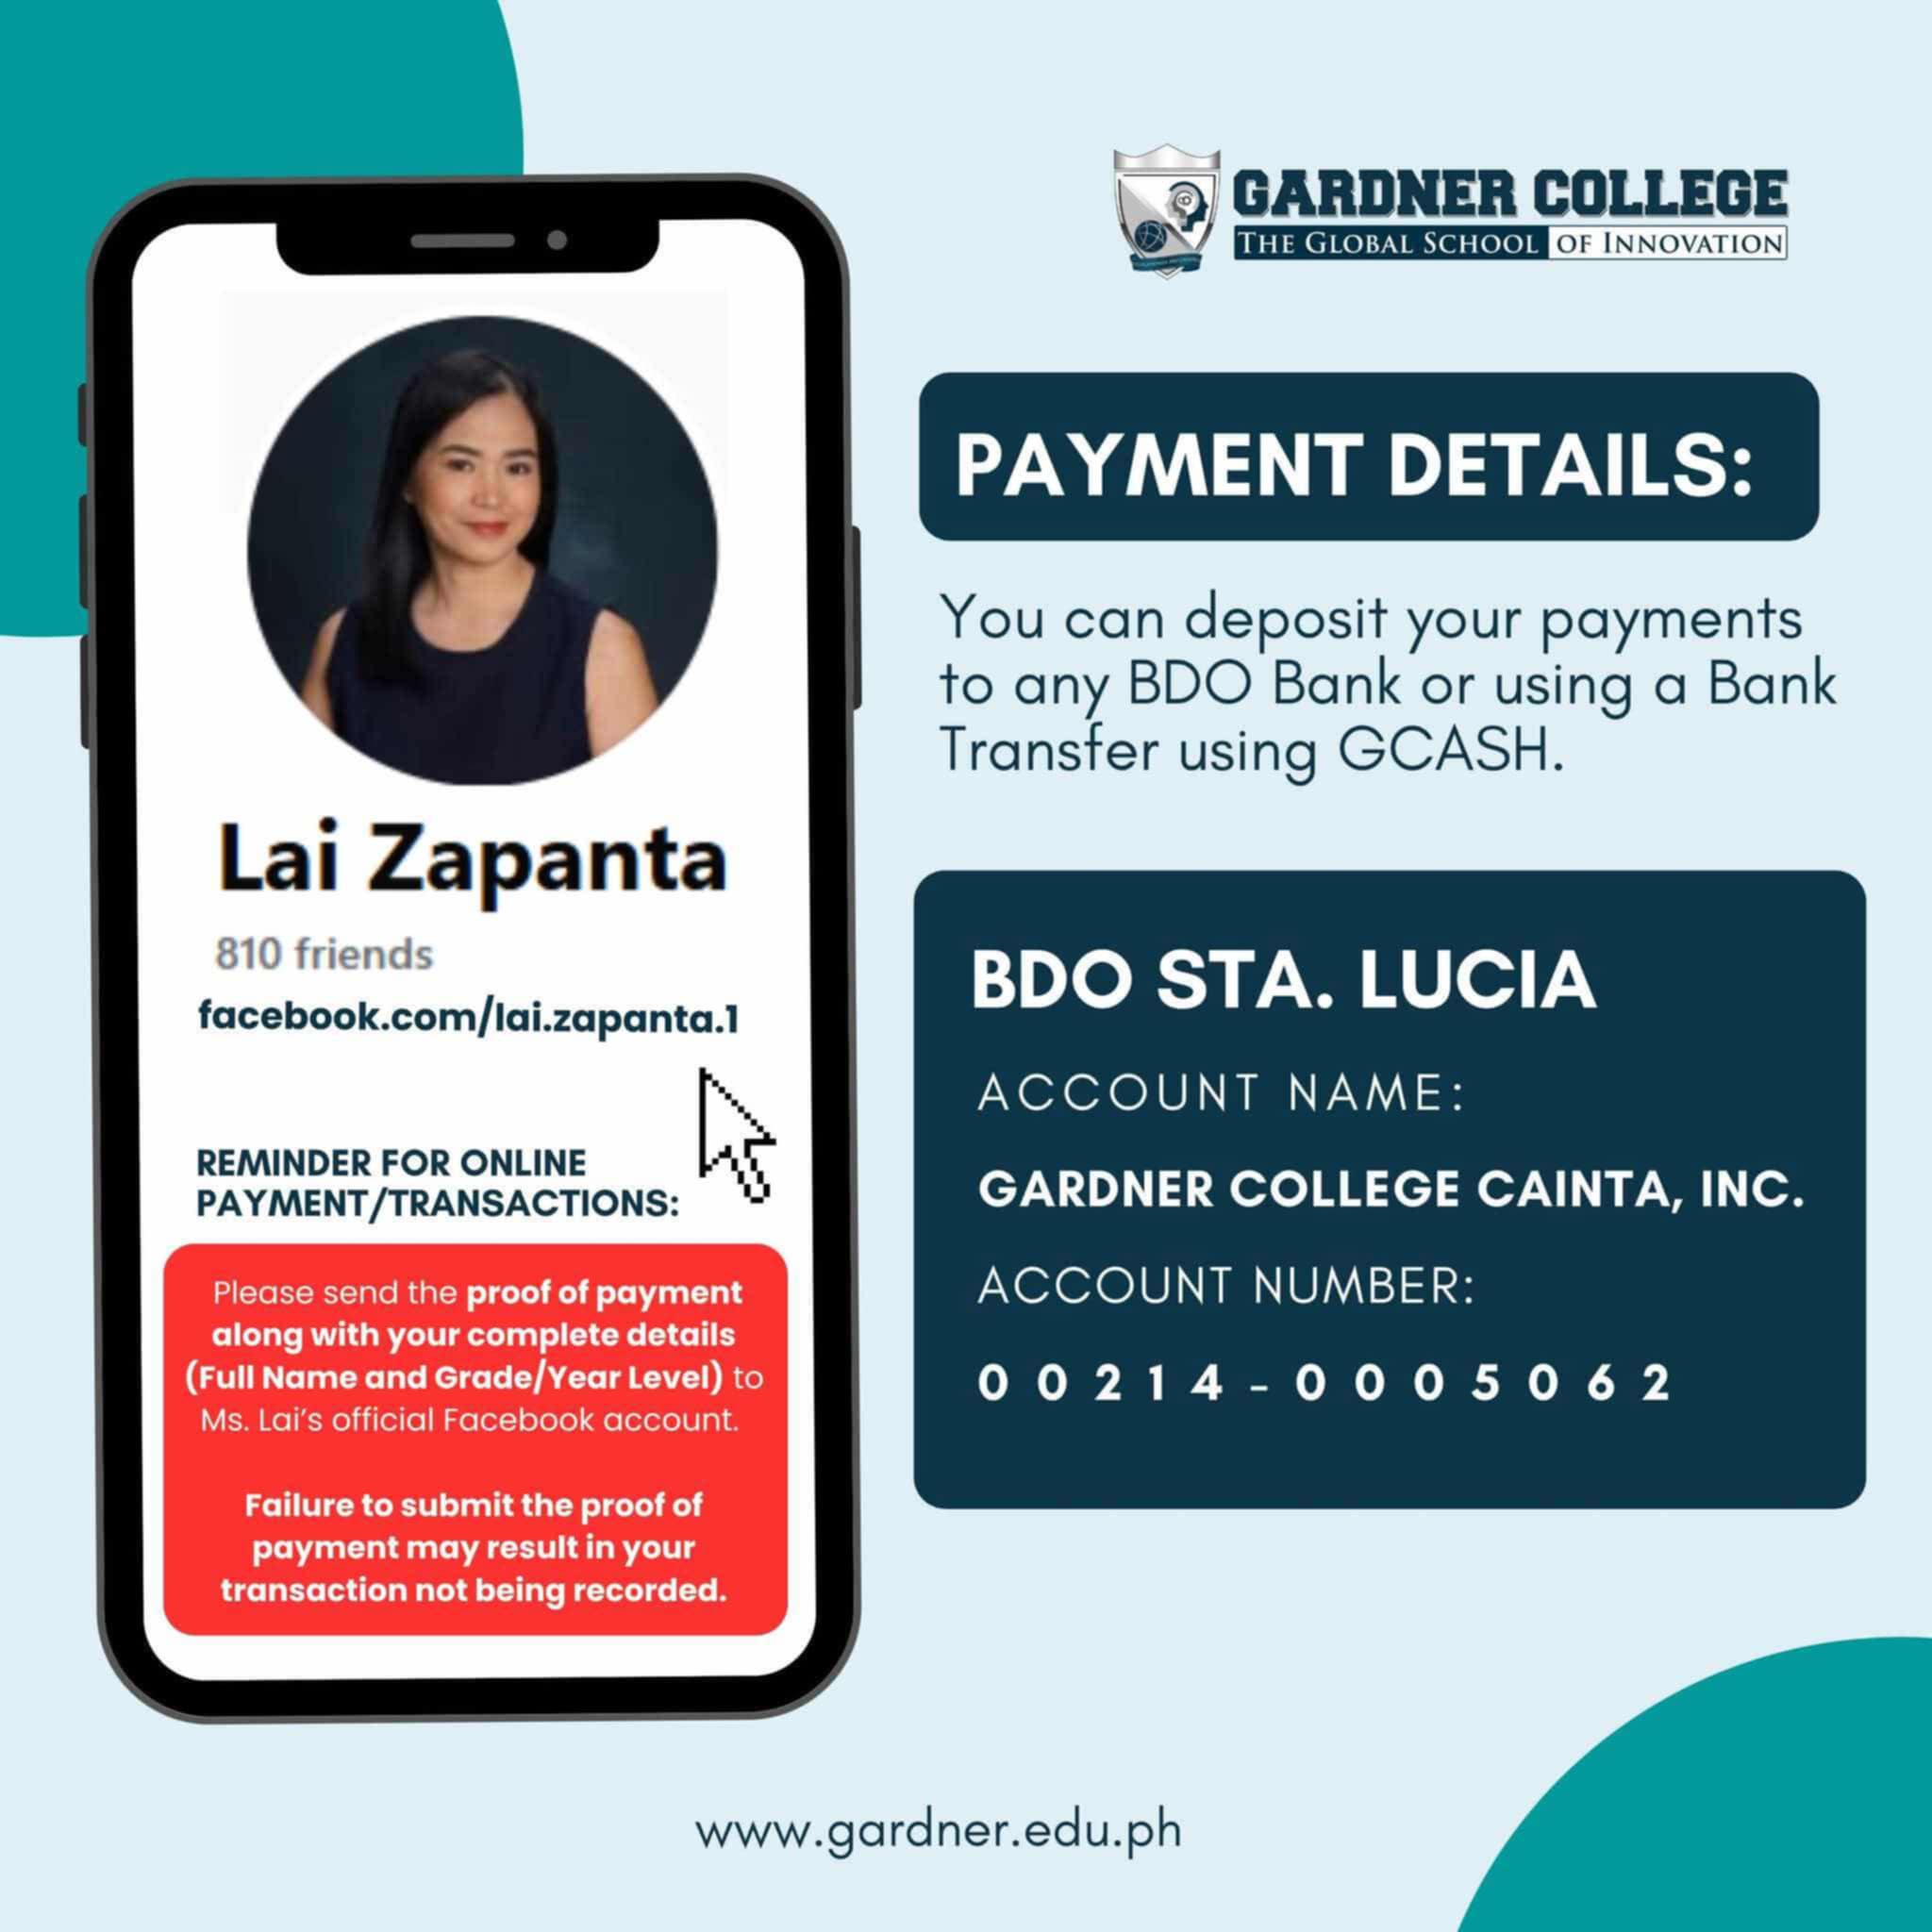 GARDNER COLLEGE
THE GLOBAL SCHOOL OF INNOVATION
Lai Zapanta
810 friends
facebook.com/lai.zapanta.1
REMINDER FOR ONLINE
PAYMENT/TRANSACTIONS:
Please send the proof of payment
along with your complete details
(Full Name and Grade/Year Level) to
Ms. Lai's official Facebook account.
Failure to submit the proof of
payment may result in your
transaction not being recorded.
PAYMENT DETAILS:
You can deposit your payments
to any BDO Bank or using a Bank
Transfer using GCASH.
BDO STA. LUCIA
ACCOUNT NAME:
GARDNER COLLEGE CAINTA, INC.
ACCOUNT NUMBER:
00214-0005062
www.gardner.edu.ph